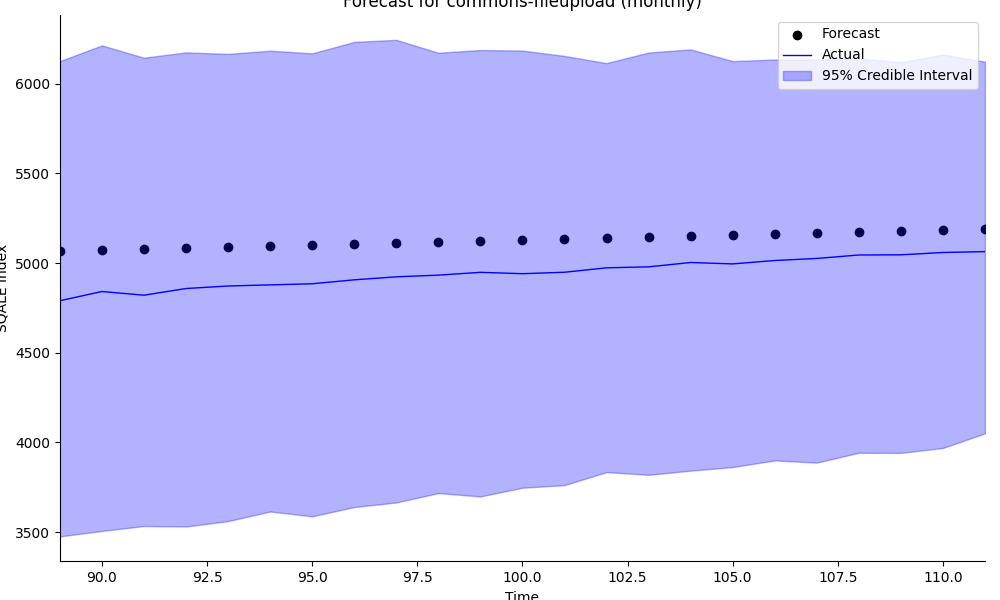 Forecast for commons-fileupload (monthly)
Forecast
Actual
95% Credible Interval
SQALE Index
6000
5500
5000
4500
4000
3500
90.0 92.5 95.0 97.5 100.0 102.5 105.0 107.5 110.0
Time